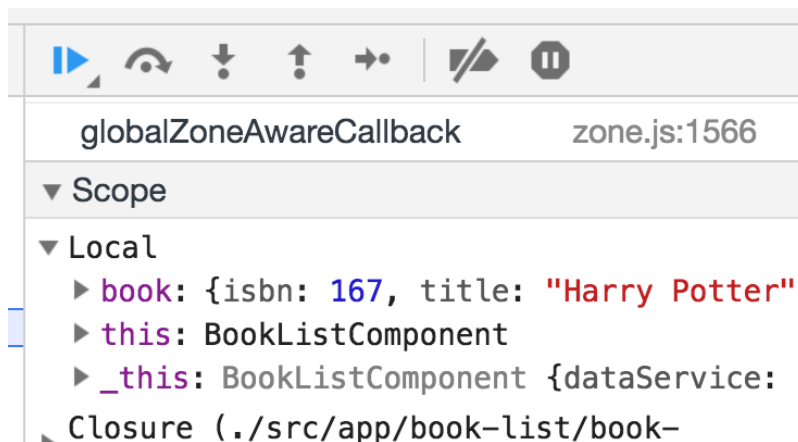 globalZoneAwareCallback zone.js:1566
Scope
Local
book: {isbn: 167, title: "Harry Potter"
this: BookListComponent
_this: BookListComponent {dataService:
Closure (./src/app/book-list/book-